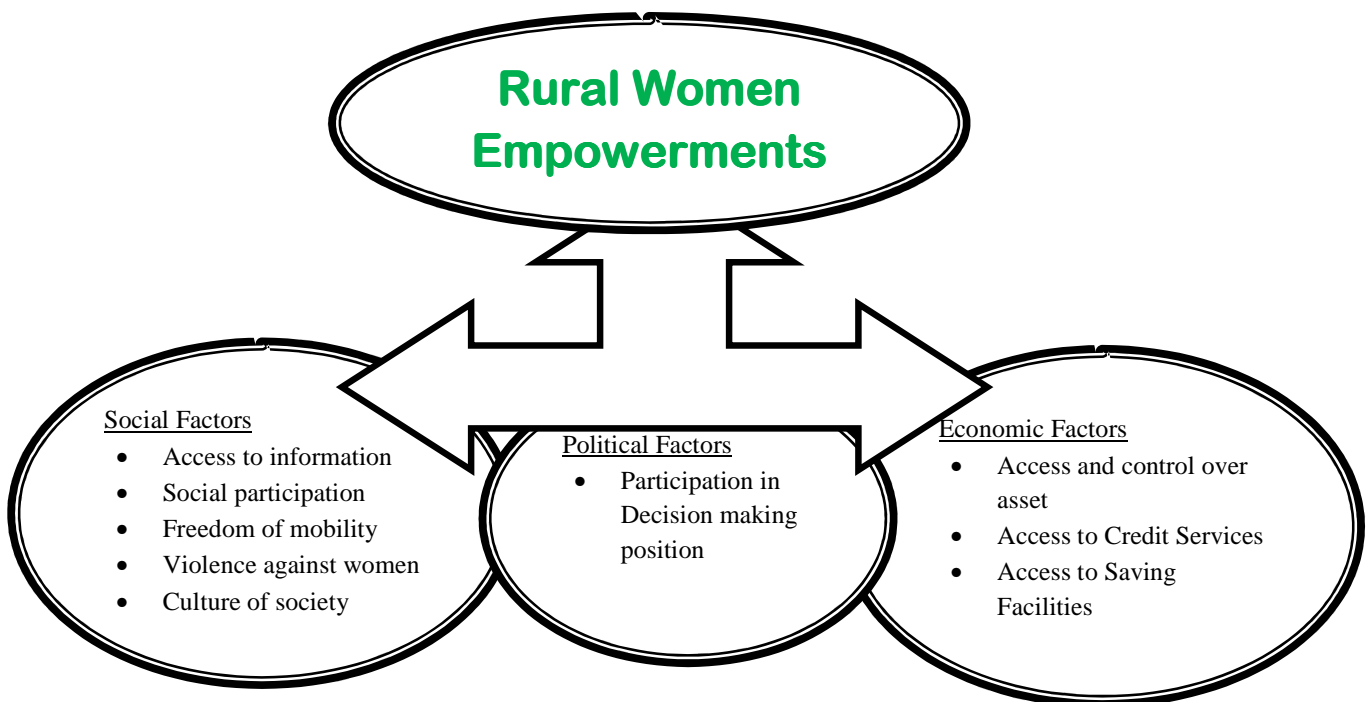 Rural Women
Empowerments
Social Factors
• Access to information
• Social participation
• Freedom of mobility
• Violence against women
• Culture of society
Political Factors
• Participation in
Decision making
position
Economic Factors
• Access and control over
asset
• Access to Credit Services
• Access to Saving
Facilities